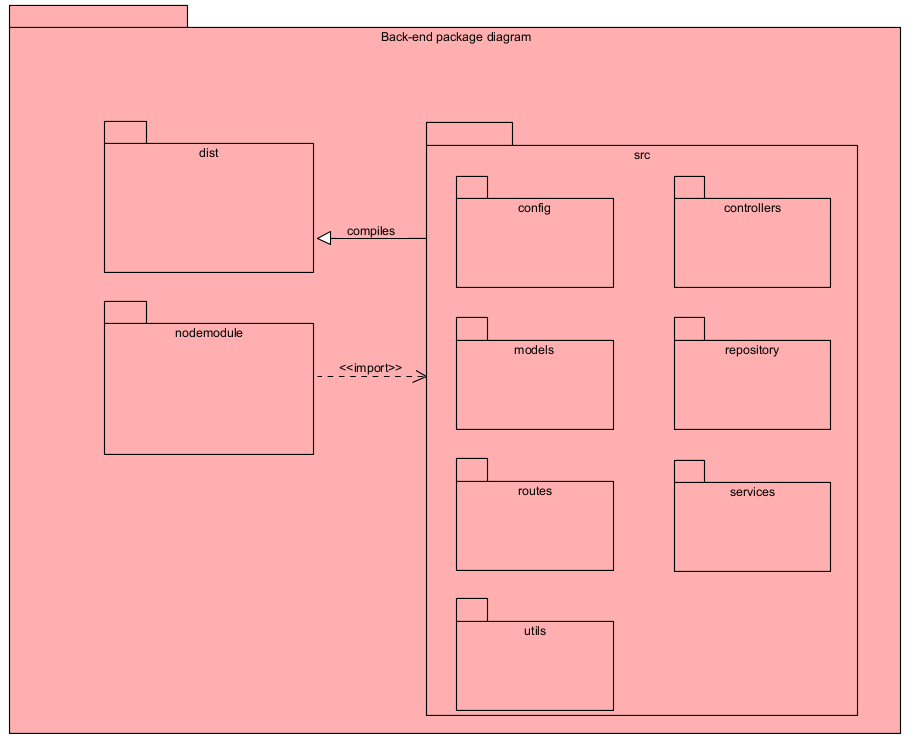 Back-end package diagram
dist
src
config
controllers
compiles
nodemodule
models
repository
<<import>>
routes
services
utils